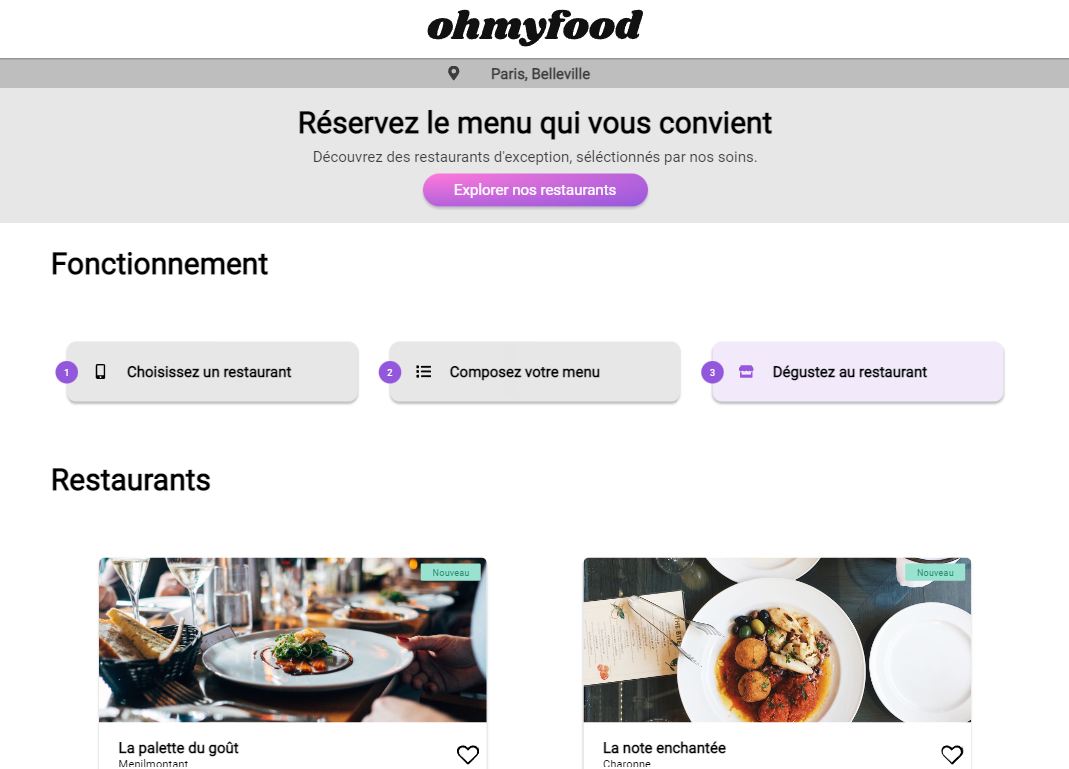 ohmyfood
Paris, Belleville
Réservez le menu qui vous convient
Découvrez des restaurants d'exception, séléctionnés par nos soins.
Explorer nos restaurants
Fonctionnement
1 Choisissez un restaurant
2 Composez votre menu
3 Dégustez au restaurant
Restaurants
Nouveau
Nouveau
La palette du goût
Menilmontant
La note enchantée
Charonne